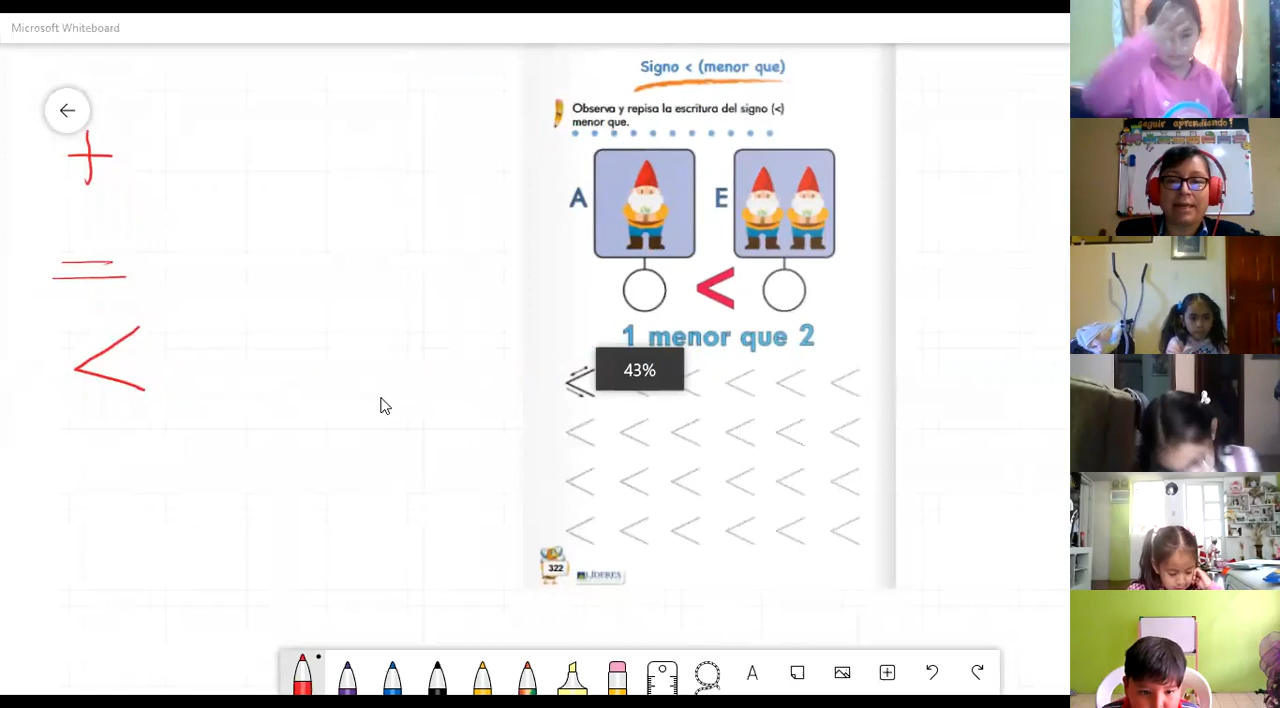 Microsoft Whiteboard
+
=
<
Signo < (menor que)
Observa y repisa la escritura del signo (<)
menor que.
A
E
<
1 menor que 2
43%
< < < < < <
< < < < < <
< < < < < <
< < < < < <
322
LÍDERES
A
seguir aprendiendo!